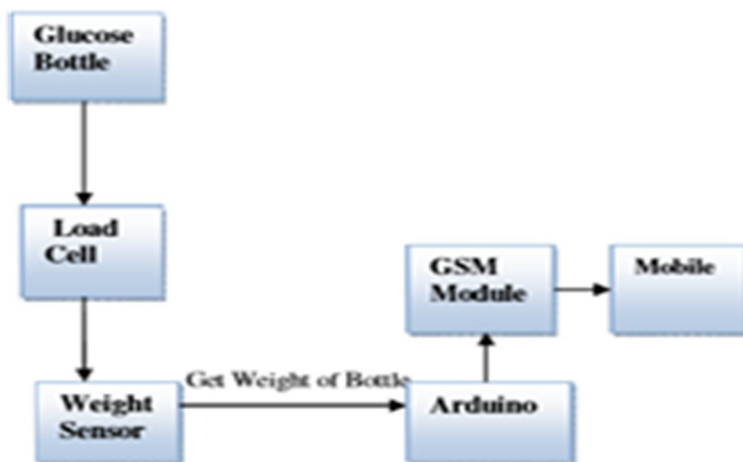 Glucose
Bottle
Load
Cell
Weight
Sensor
Get Weight of Bottle
Arduino
GSM
Module
Mobile